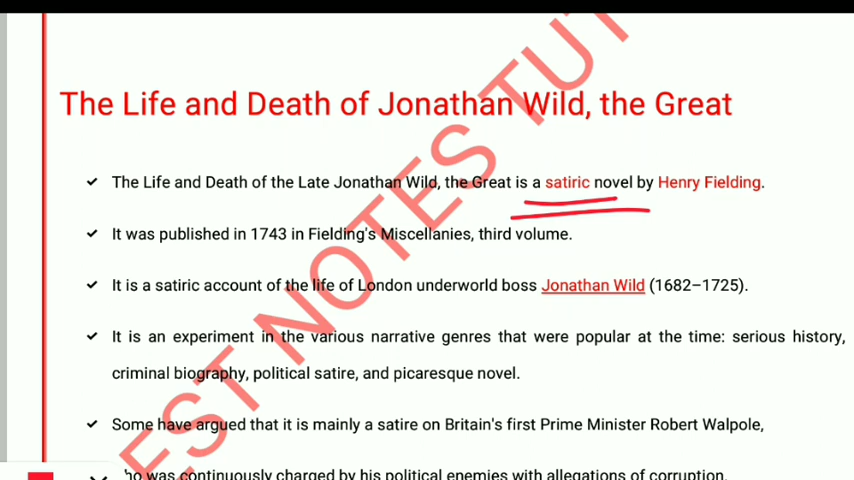 The Life and Death of Jonathan Wild, the Great
The Life and Death of the Late Jonathan Wild, the Great is a satiric novel by Henry Fielding.
It was published in 1743 in Fielding's Miscellanies, third volume.
It is a satiric account of the life of London underworld boss Jonathan Wild (1682–1725).
It is an experiment in the various narrative genres that were popular at the time: serious history,
criminal biography, political satire, and picaresque novel.
Some have argued that it is mainly a satire on Britain's first Prime Minister Robert Walpole,
was continuously charged by his political enemies with allegations of corruption.
EST NOTES TUT